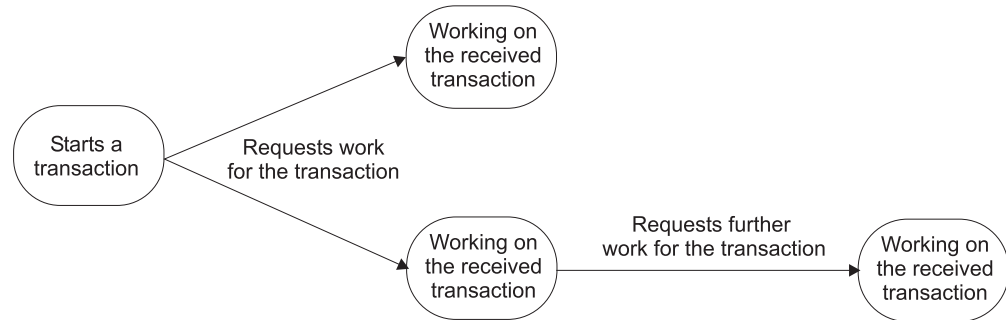 Working on
the received
transaction
Starts a
transaction
Requests work
for the transaction
Working on
the received
transaction
Requests further
work for the transaction
Working on
the received
transaction